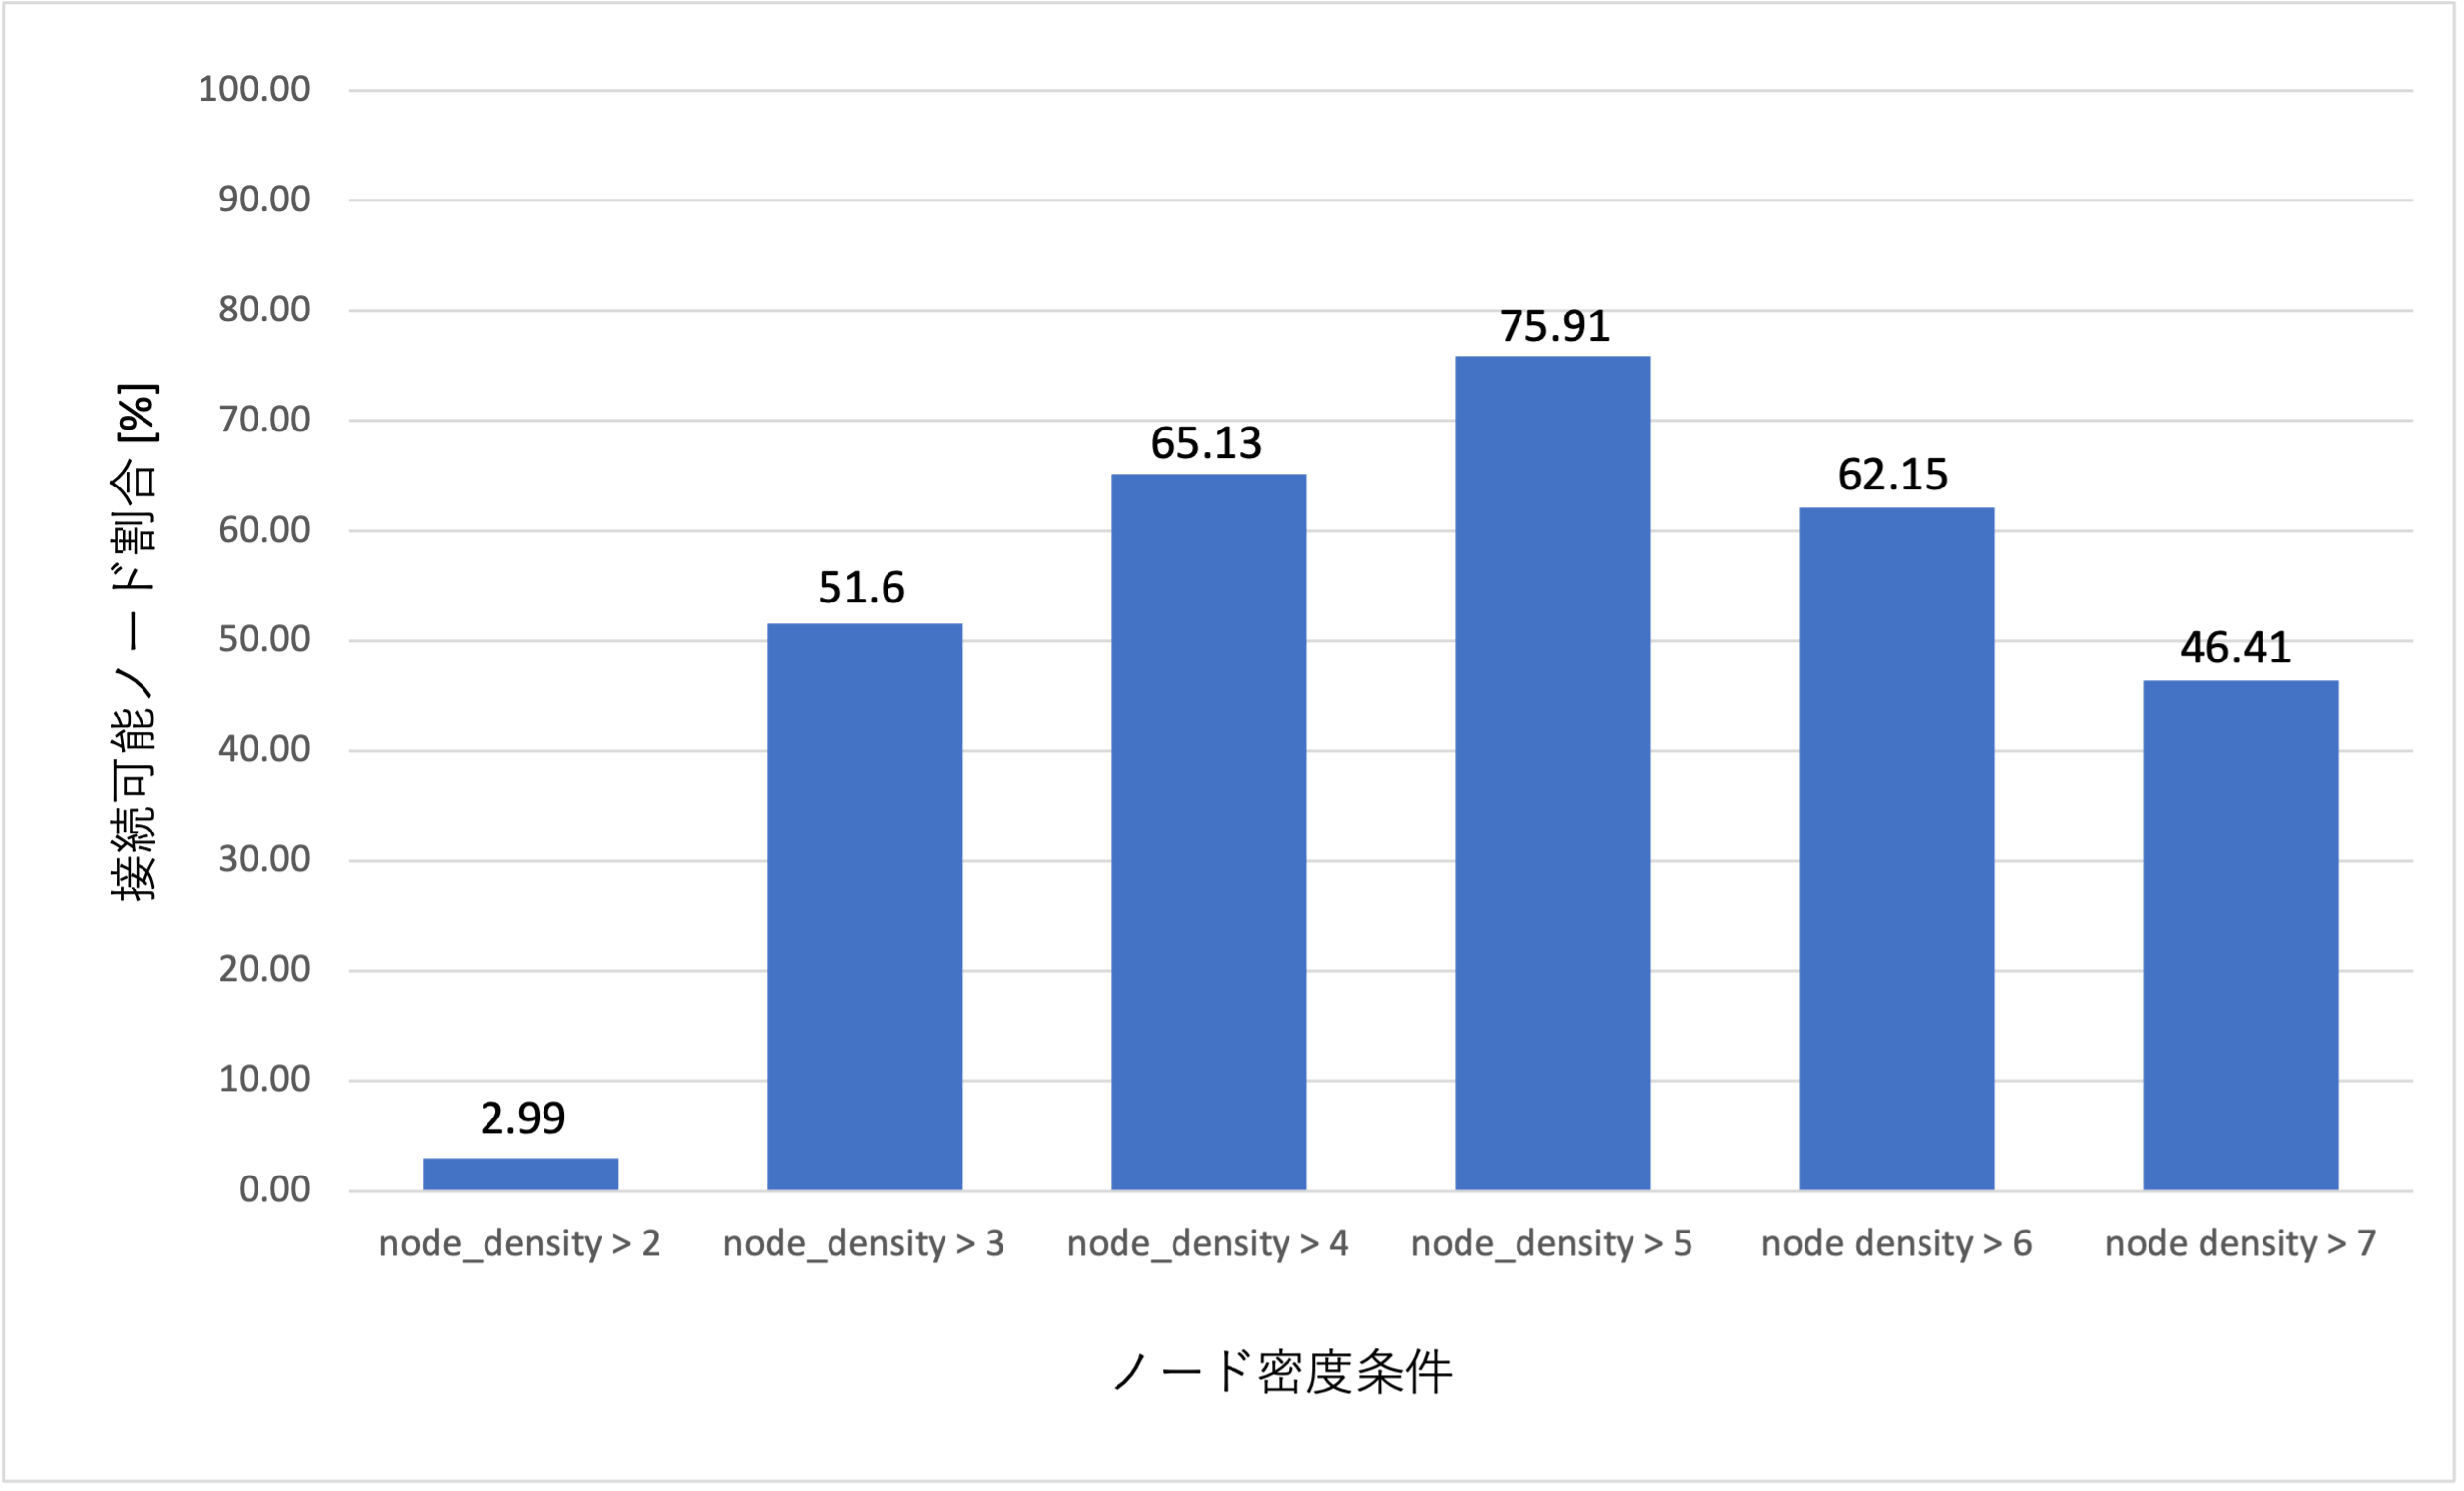 100.00
90.00
80.00
70.00
60.00
50.00
40.00
30.00
20.00
10.00
0.00
接続可能ノード割合 [%]
2.99
51.6
65.13
75.91
62.15
46.41
node_density > 2
node_density > 3
node_density > 4
node_density > 5
node density > 6
node density > 7
ノード密度条件